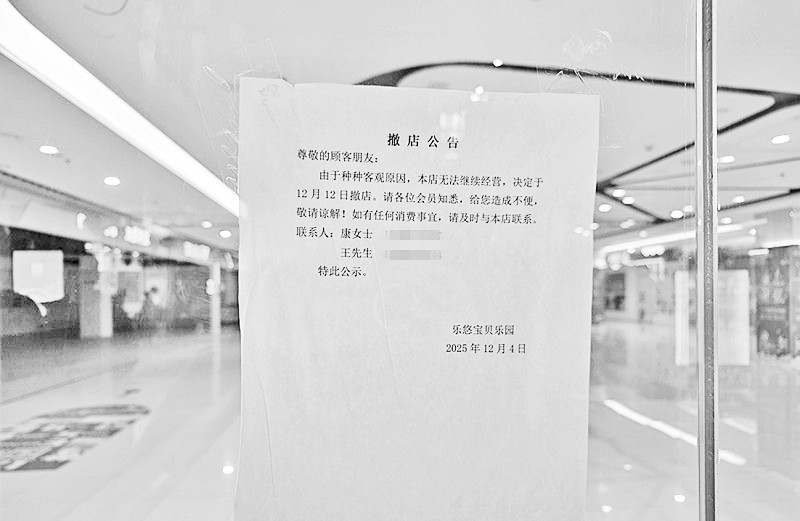 撤店公告
尊敬的顾客朋友：
由于种种客观原因，本店无法继续经营，决定于
12月12日撤店。请各位会员知悉，给您造成不便，
敬请谅解！如有任何消费事宜，请及时与本店联系。
联系人：康女士
王先生
特此公示。
乐悠宝贝乐园
2025年12月4日